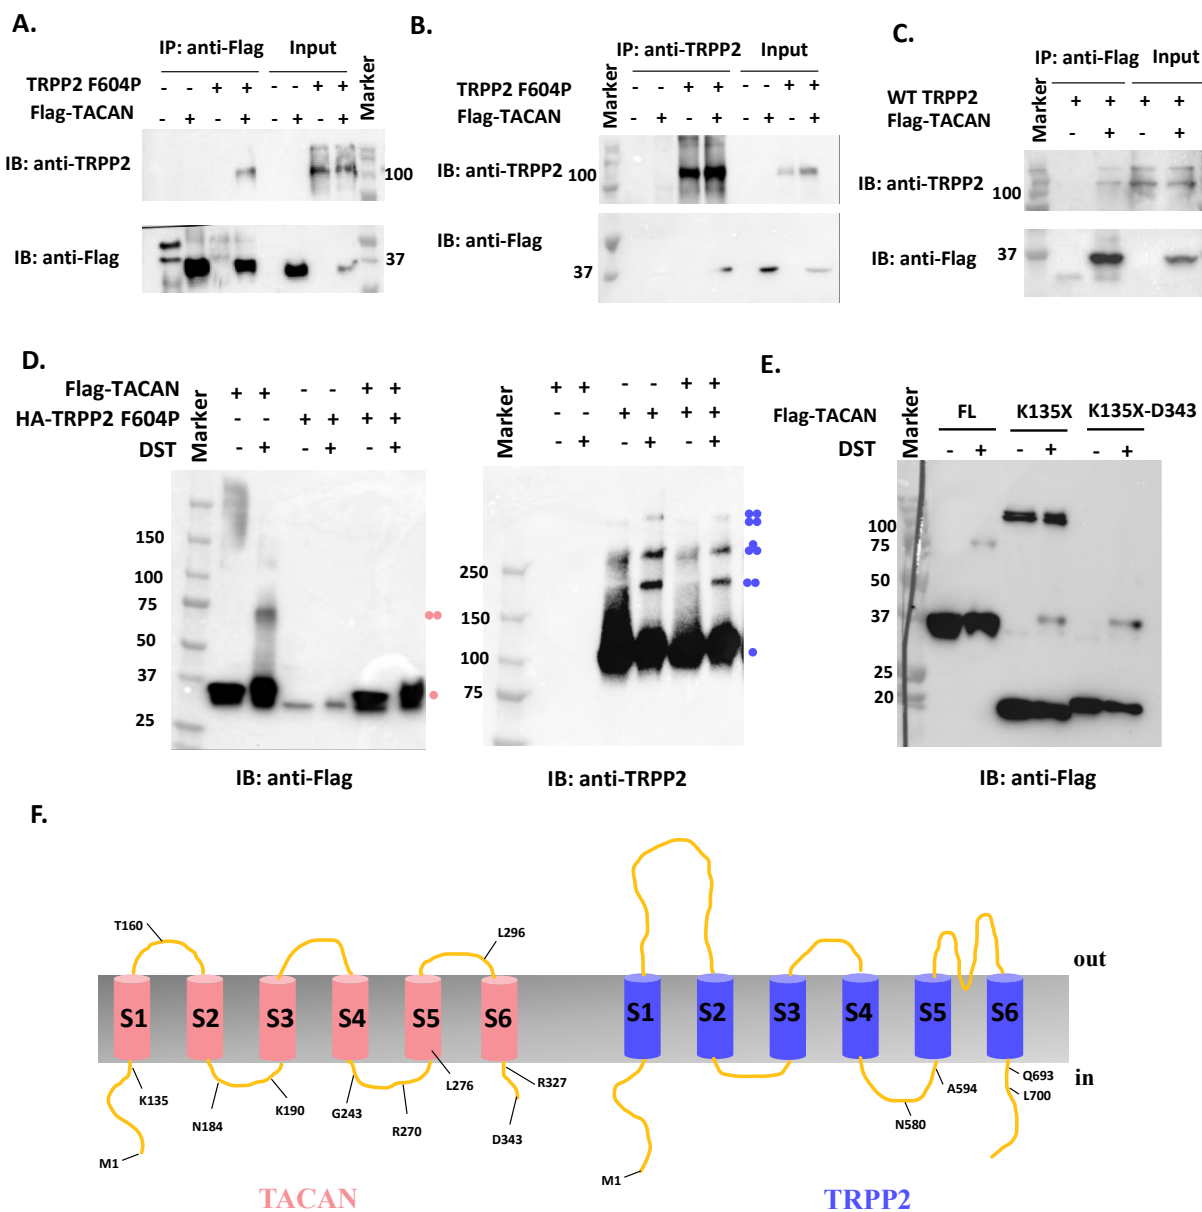 A.
IP: anti-Flag Input
TRPP2 F604P - - + + - - + + Marker
Flag-TACAN - + - + - + - +
IB: anti-TRPP2 100
IB: anti-Flag 37
B.
IP: anti-TRPP2 Input
TRPP2 F604P - - + + - - + + Marker
Flag-TACAN - + - + - + - +
IB: anti-TRPP2 100
IB: anti-Flag
37
C.
IP: anti-Flag Input
WT TRPP2 + + + + Marker
Flag-TACAN - + - +
IB: anti-TRPP2 100
IB: anti-Flag 37
D.
Flag-TACAN + + - - + +
HA-TRPP2 F604P - - + + + +
DST - + - + - +
Marker
150
100
75
50
37
25
IB: anti-Flag
Marker
+ + - - + +
- - + + + +
- + - + - +
250
150
100
75
IB: anti-TRPP2
E.
Flag-TACAN FL K135X K135X-D343
DST - + - + - +
Marker
100
75
50
37
25
20
IB: anti-Flag
F.
T160
L296
out
S1 S2 S3 S4 S5 S6 S1 S2 S3 S4 S5 S6
in
K135
N184
K190
G243
R270
L276
R327
D343
M1
TACAN
Q693
L700
A594
N580
M1
TRPP2